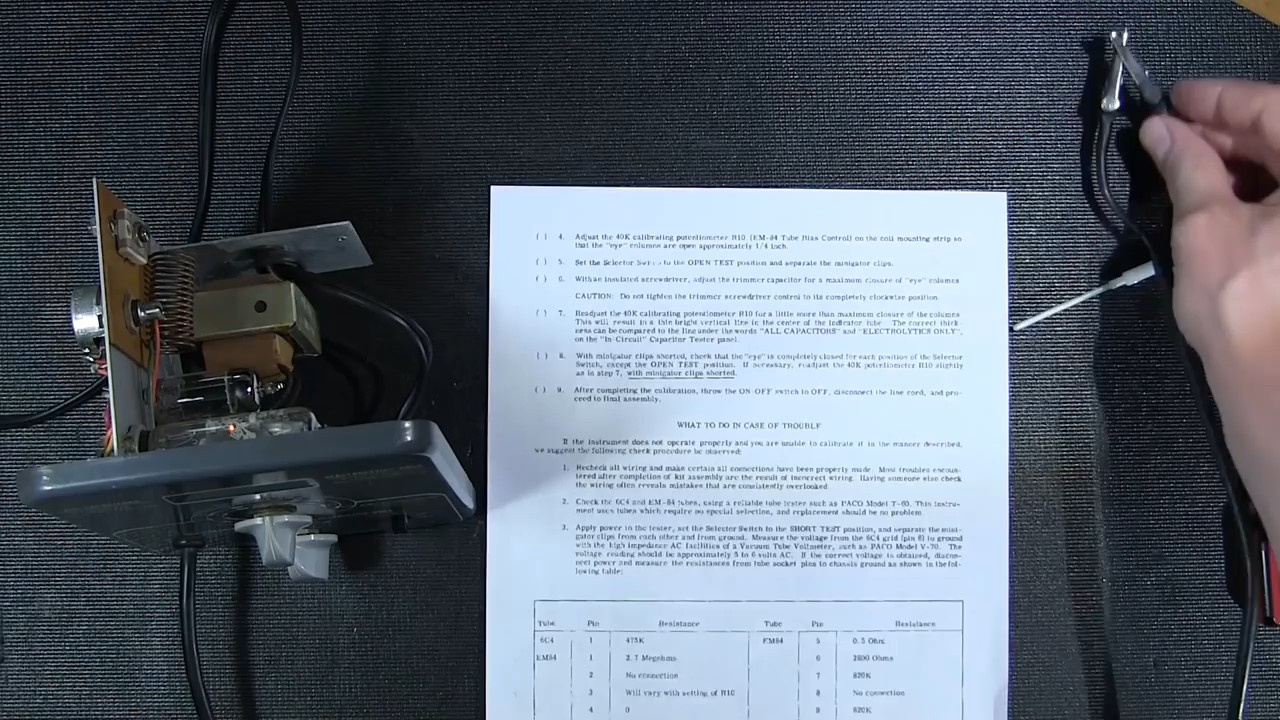 ( ) 4. Adjust the 40K calibrating potentiometer R10 (EM-84 Tube Bias Control) on the coil mounting strip so
that the "eye" columns are open approximately 1/4 inch.
( ) 5. Set the Selector Switch to the OPEN TEST position and separate the minigator clips.
( ) 6. With an insulated screwdriver, adjust the trimmer capacitor for a maximum closure of "eye" columns
CAUTION: Do not tighten the trimmer screwdriver control to its completely clockwise position.
( ) 7. Readjust the 40K calibrating potentiometer R10 for a little more than maximum closure of the columns
This will result in a thin bright vertical line in the center of the indicator tube. The correct thick-
ness can be compared to the line under the words "ALL CAPACITORS" and "ELECTROLYTICS ONLY",
on the "In-Circuit" Capacitor Tester panel.
( ) 8. With minigator clips shorted, check that the "eye" is completely closed for each position of the Selector
Switch, except the OPEN TEST position. If necessary, readjust the 40K potentiometer R10 slightly
as in step 7, with minigator clips shorted.
( ) 9. After completing the calibration, throw the ON-OFF switch to OFF, disconnect the line cord, and pro-
ceed to final assembly.
WHAT TO DO IN CASE OF TROUBLE
If the instrument does not operate properly and you are unable to calibrate it in the manner described,
we suggest the following check procedure be observed:
1. Recheck all wiring and make certain all connections have been properly made. Most troubles encoun-
tered after completion of kit assembly are the result of incorrect wiring. Having someone else check
the wiring often reveals mistakes that are consistently overlooked.
2. Check the 6C4 and EM-84 tubes, using a reliable tube tester such as PACO Model T-60. This instru-
ment uses tubes which require no special selection, and replacement should be no problem
3. Apply power to the tester, set the Selector Switch to the SHORT TEST position, and separate the mini-
gator clips from each other and from ground. Measure the voltage from the 6C4 grid (pin 6) to ground
with the high impedance AC facilities of a Vacuum Tube Voltmeter, such as PACO Model V-70. The
voltage reading should be approximately 5 to 6 volts AC. If the correct voltage is obtained, discon-
nect power and measure the resistances from tube socket pins to chassis ground as shown in the fol-
lowing table:
Tube Pin Resistance Tube Pin Resistance
6C4 1 475K EM84 5 0.5 Ohm
EM84 1 3.7 Megohms 6 2800 Ohms
2 No connection 7 820K
Will vary with setting of R10. No connection
4 0 820K